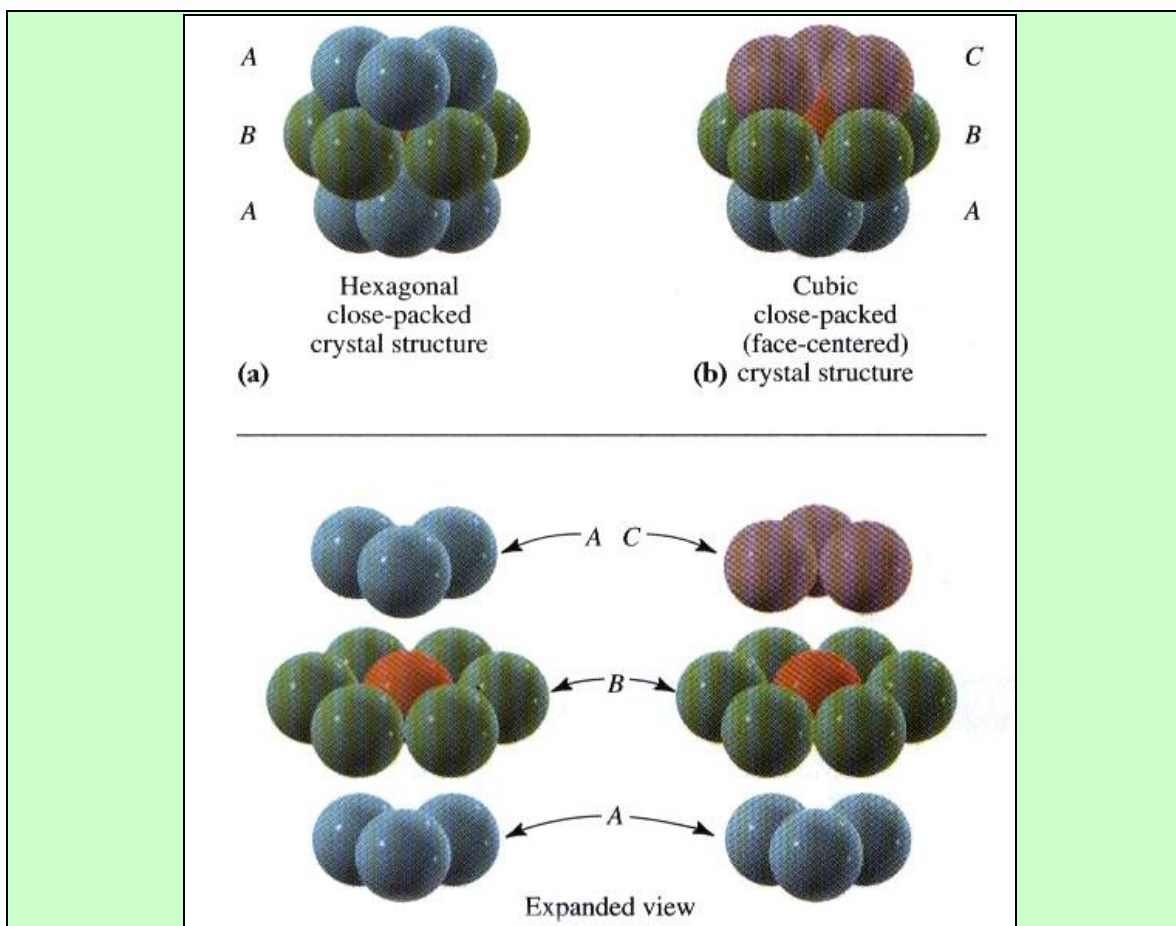 A
B
A
C
B
A
Hexagonal
close-packed
crystal structure
(a)
Cubic
close-packed
(face-centered)
(b) crystal structure
A C
B
A
Expanded view